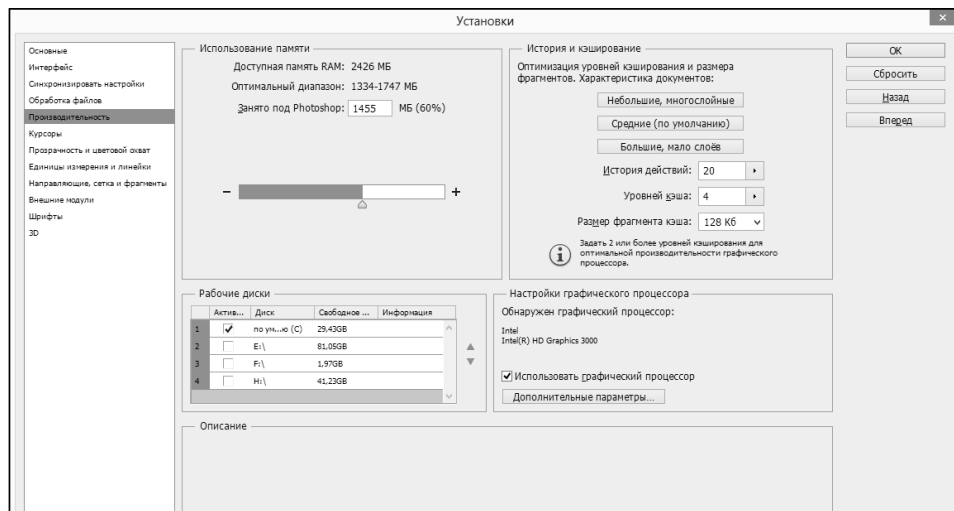 Установки
Основные
Интерфейс
Синхронизировать настройки
Обработка файлов
Производительность
Курсоры
Прозрачность и цветовой охват
Единицы измерения и линейки
Направляющие, сетка и фрагменты
Внешние модули
Шрифты
3D
Использование памяти
Доступная память RAM: 2426 МБ
Оптимальный диапазон: 1334-1747 МБ
Занято под Photoshop: 1455 МБ (60%)
− +
История и кэширование
Оптимизация уровней кэширования и размера
фрагментов. Характеристика документов:
Небольшие, многослойные
Средние (по умолчанию)
Большие, мало слоёв
История действий: 20
Уровней кэша: 4
Размер фрагмента кэша: 128 Кб
Задать 2 или более уровней кэширования для
оптимальной производительности графического
процессора.
OK
Сбросить
Назад
Вперед
Рабочие диски
Актив... Диск Свободное ... Информация
1 по ум...ю (C) 29,43GB
2 E:\ 81,05GB
3 F:\ 1,97GB
4 H:\ 41,23GB
Настройки графического процессора
Обнаружен графический процессор:
Intel
Intel(R) HD Graphics 3000
Использовать графический процессор
Дополнительные параметры...
Описание